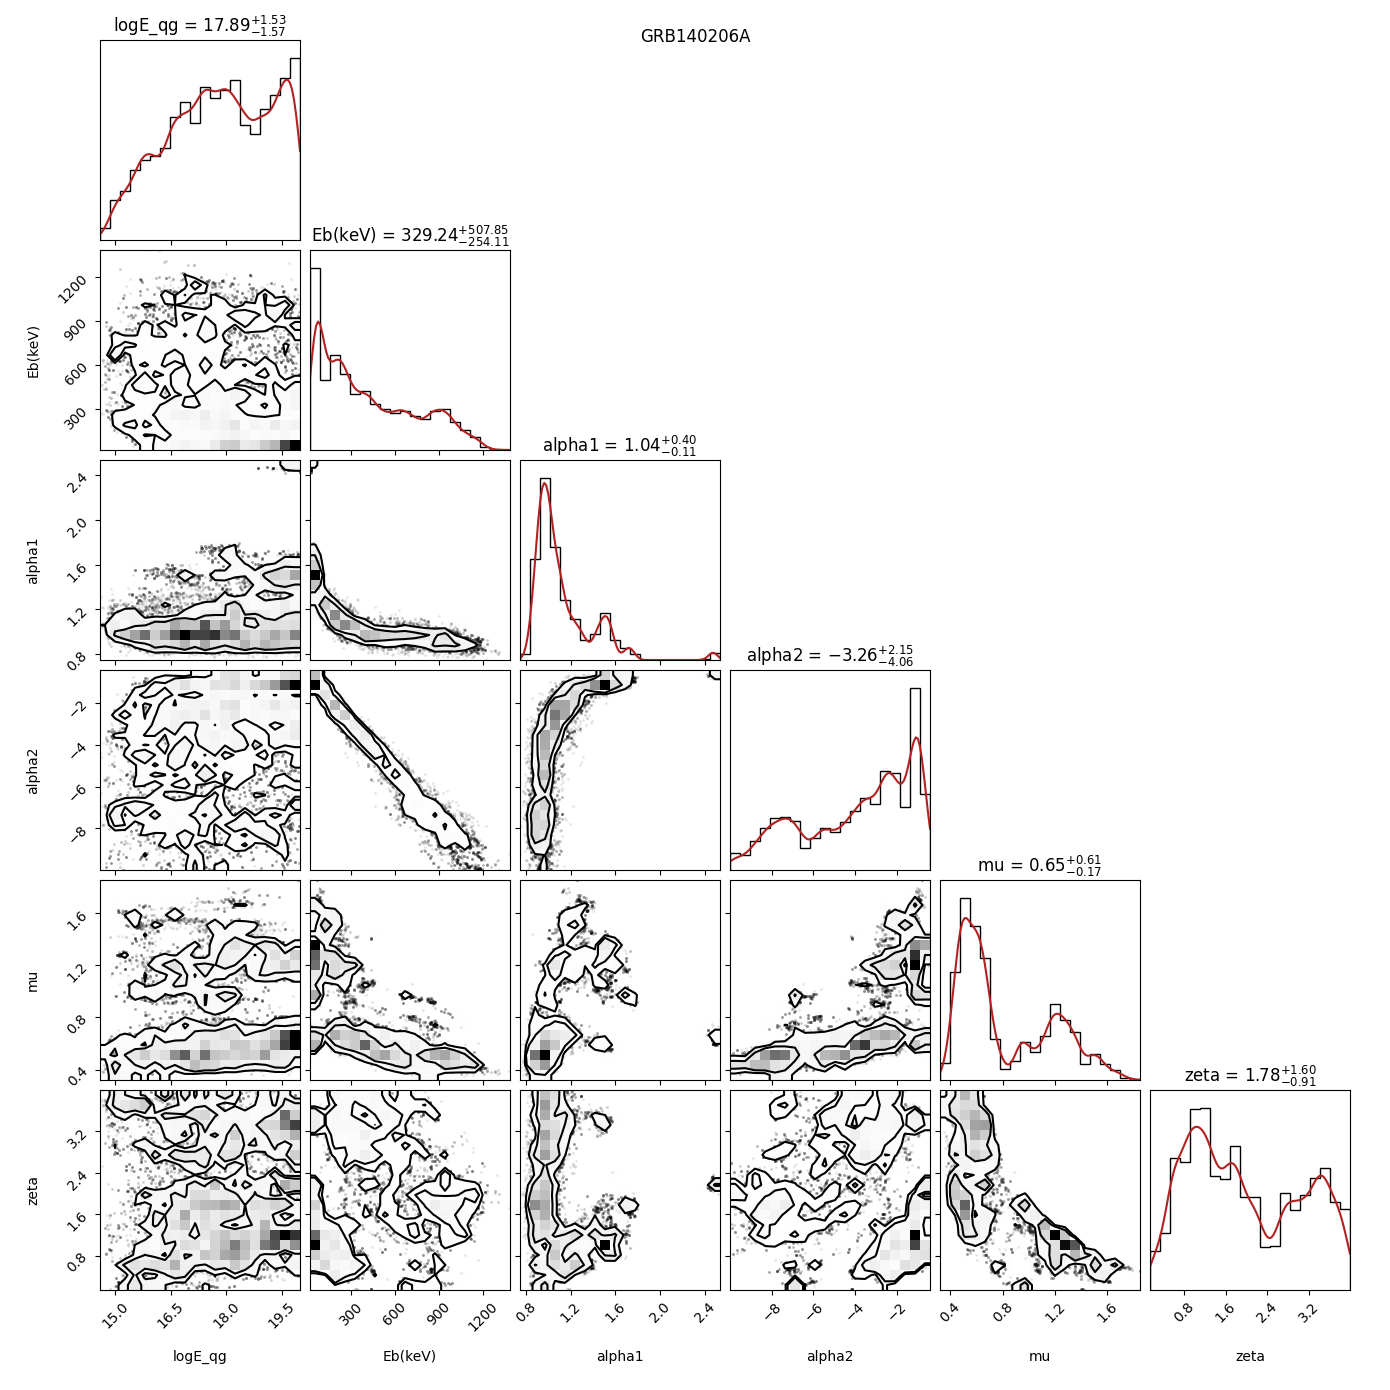 GRB140206A
logE_qg = 17.89+1.53−1.57
Eb(keV) = 329.24+507.85−254.11
1200
900
600
300
Eb(keV)
alpha1 = 1.04+0.40−0.11
2.4
2.0
1.6
1.2
0.8
alpha1
alpha2 = −3.26+2.15−4.06
−2
−4
−6
−8
alpha2
mu = 0.65+0.61−0.17
1.6
1.2
0.8
0.4
mu
zeta = 1.78+1.60−0.91
3.2
2.4
1.6
0.8
zeta
15.0 16.5 18.0 19.5
300 600 900 1200
0.8 1.2 1.6 2.0 2.4
−8 −6 −4 −2
0.4 0.8 1.2 1.6
0.8 1.6 2.4 3.2
logE_qg Eb(keV) alpha1 alpha2 mu zeta